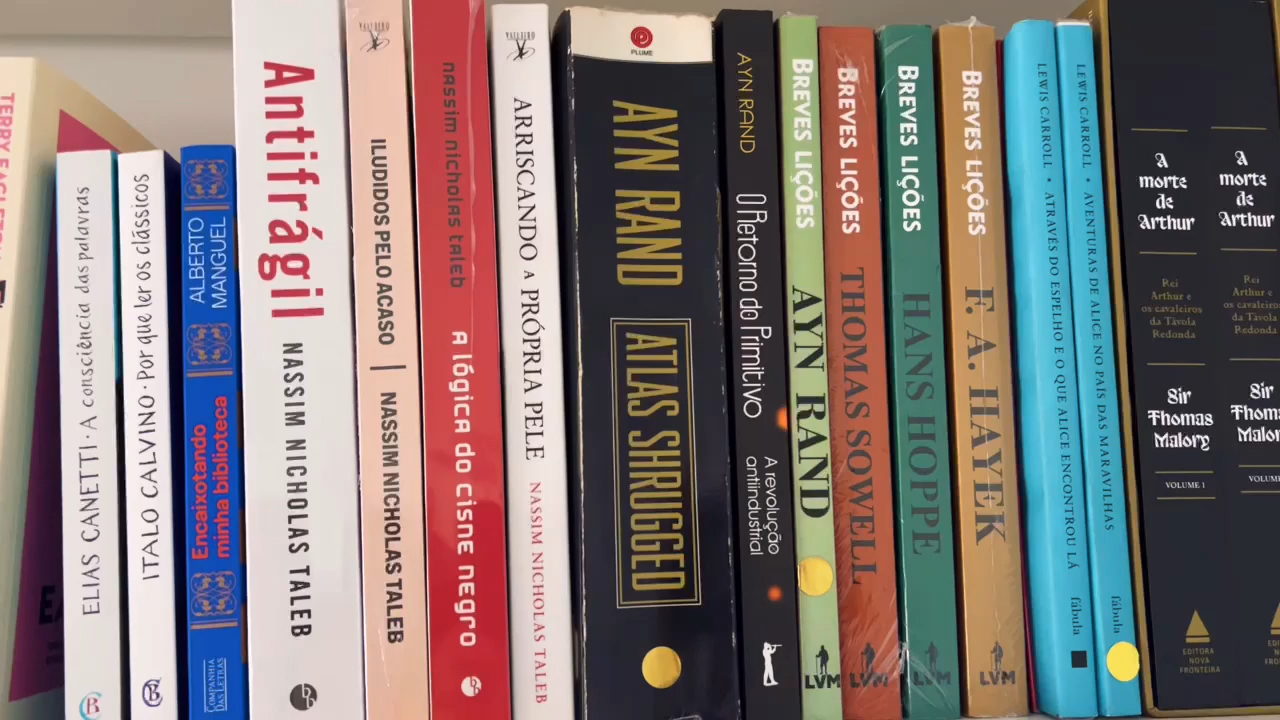 TERRY EAGLETON
ELIAS CANETTI · A consciência das palavras
ITALO CALVINO · Por que ler os clássicos
ALBERTO
MANGUEL
Encaixotando
minha biblioteca
COMPANHIA
DAS LETRAS
Antifrágil
NASSIM NICHOLAS TALEB
ILUDIDOS PELO ACASO | NASSIM NICHOLAS TALEB
nassim nicholas taleb
A lógica do cisne negro
ARRISCANDO A PRÓPRIA PELE
NASSIM NICHOLAS TALEB
PLUME
AYN RAND
ATLAS SHRUGGED
AYN RAND
O Retorno do Primitivo
A revolução
antiindustrial
BREVES LIÇÕES
AYN RAND
LVM
BREVES LIÇÕES
THOMAS SOWELL
LVM
BREVES LIÇÕES
HANS HOPPE
LVM
BREVES LIÇÕES
F. A. HAYEK
LVM
LEWIS CARROLL • ATRAVÉS DO ESPELHO E O QUE ALICE ENCONTROU LÁ
fábula
LEWIS CARROLL • AVENTURAS DE ALICE NO PAÍS DAS MARAVILHAS
fábula
A
morte
de
Arthur
Rei
Arthur e
os cavaleiros
da Távola
Redonda
Sir
Thomas
Malory
VOLUME 1
EDITORA
NOVA
FRONTEIRA
A
morte
de
Arthur
Rei
Arthur e
os cavaleiros
da Távola
Redonda
Sir